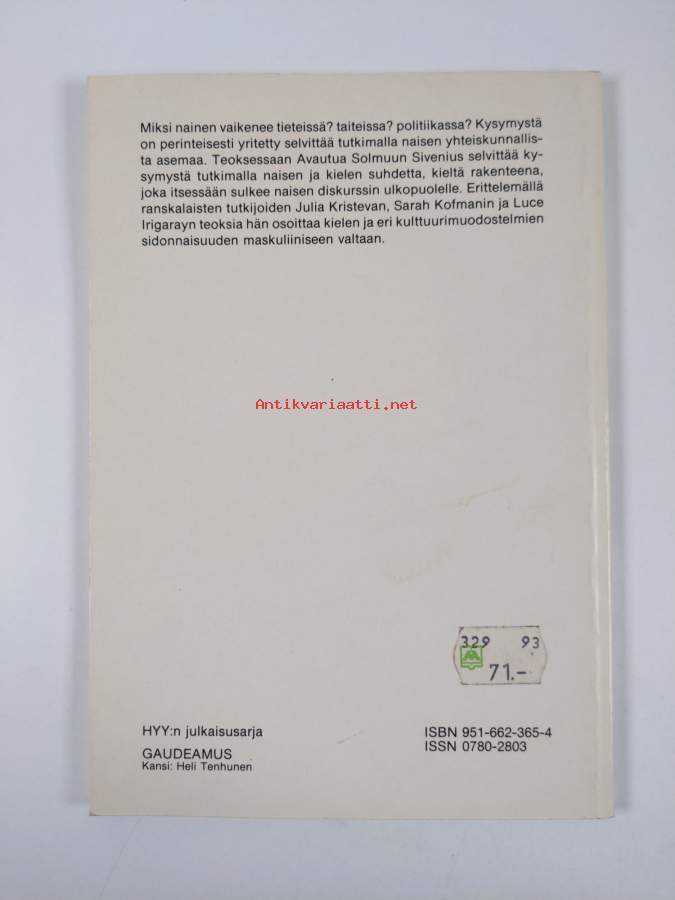 Miksi nainen vaikenee tieteissä? taiteissa? politiikassa? Kysymystä
on perinteisesti yritetty selvittää tutkimalla naisen yhteiskunnallis-
ta asemaa. Teoksessaan Avautua Solmuun Sivenius selvittää ky-
symystä tutkimalla naisen ja kielen suhdetta, kieltä rakenteena,
joka itsessään sulkee naisen diskurssin ulkopuolelle. Erittelemällä
ranskalaisten tutkijoiden Julia Kristevan, Sarah Kofmanin ja Luce
Irigarayn teoksia hän osoittaa kielen ja eri kulttuurimuodostelmien
sidonnaisuuden maskuliiniseen valtaan.
Antikvariaatti.net
329 93
71.-
HYY:n julkaisusarja
GAUDEAMUS
Kansi: Heli Tenhunen
ISBN 951-662-365-4
ISSN 0780-2803